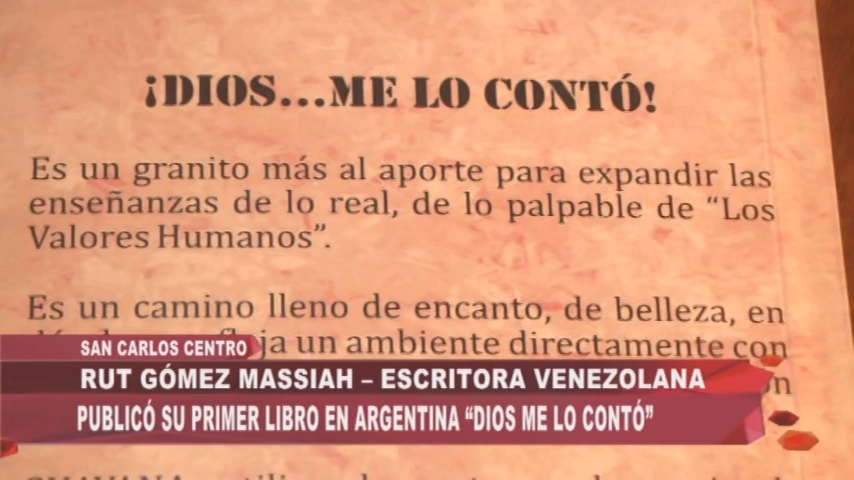 ¡DIOS...ME LO CONTÓ!
Es un granito más al aporte para expandir las
enseñanzas de lo real, de lo palpable de “Los
Valores Humanos”.
Es un camino lleno de encanto, de belleza, en
un ambiente directamente con
SAN CARLOS CENTRO
RUT GÓMEZ MASSIAH – ESCRITORA VENEZOLANA
PUBLICÓ SU PRIMER LIBRO EN ARGENTINA “DIOS ME LO CONTÓ”